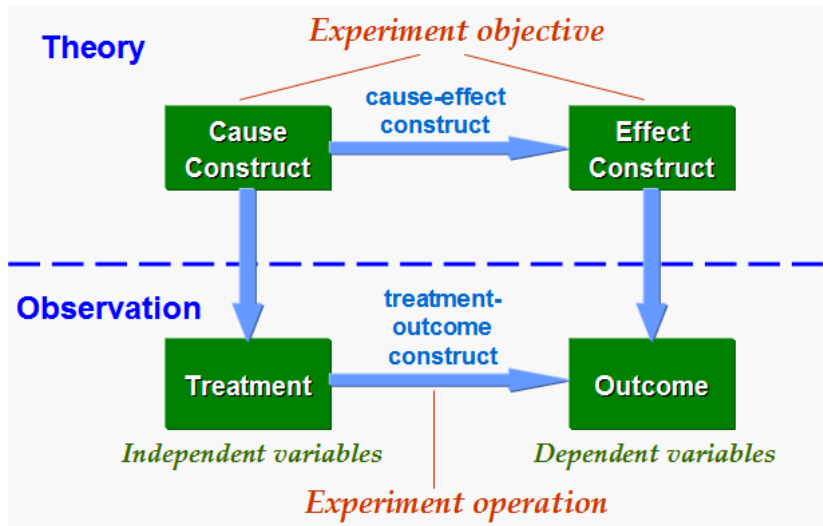 Experiment objective
Theory
cause-effect
construct
Cause
Construct
Effect
Construct
Observation
treatment-
outcome
construct
Treatment
Outcome
Independent variables
Dependent variables
Experiment operation